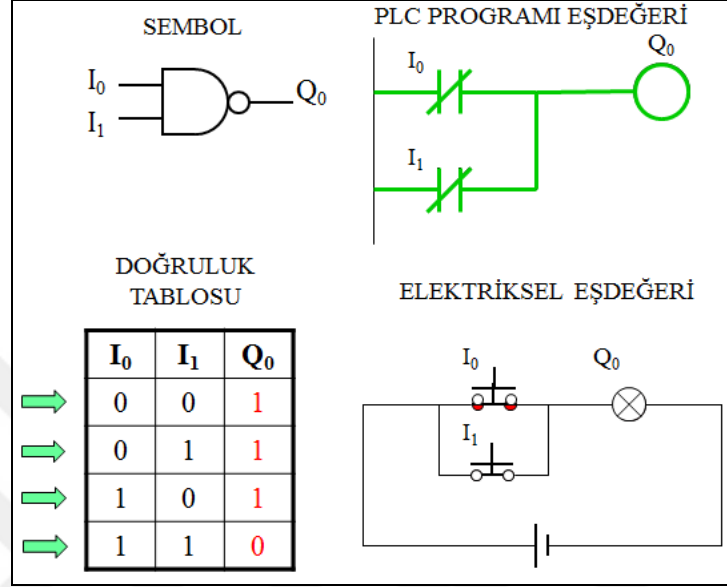 SEMBOL
I₀
I₁
Q₀
PLC PROGRAMI EŞDEĞERİ
I₀
Q₀
I₁
DOĞRULUK
TABLOSU
I₀ I₁ Q₀
0 0 1
0 1 1
1 0 1
1 1 0
ELEKTRİKSEL EŞDEĞERİ
I₀
Q₀
I₁